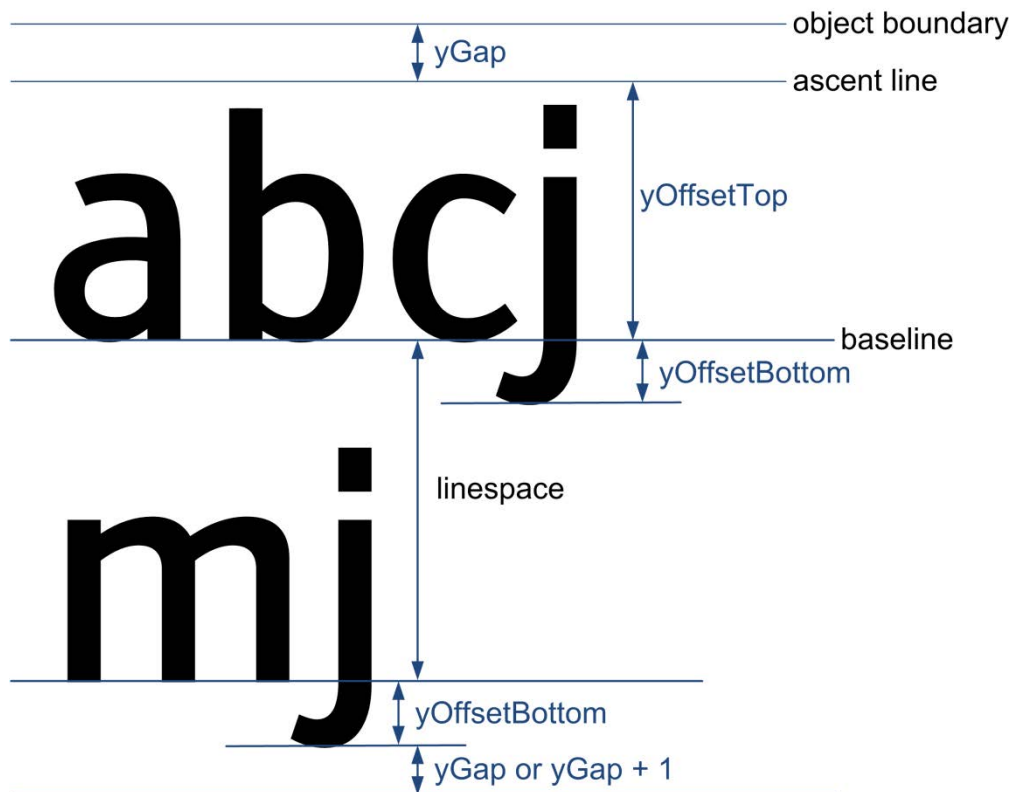 object boundary
yGap
ascent line
abcj
yOffsetTop
baseline
yOffsetBottom
linespace
mj
yOffsetBottom
yGap or yGap + 1